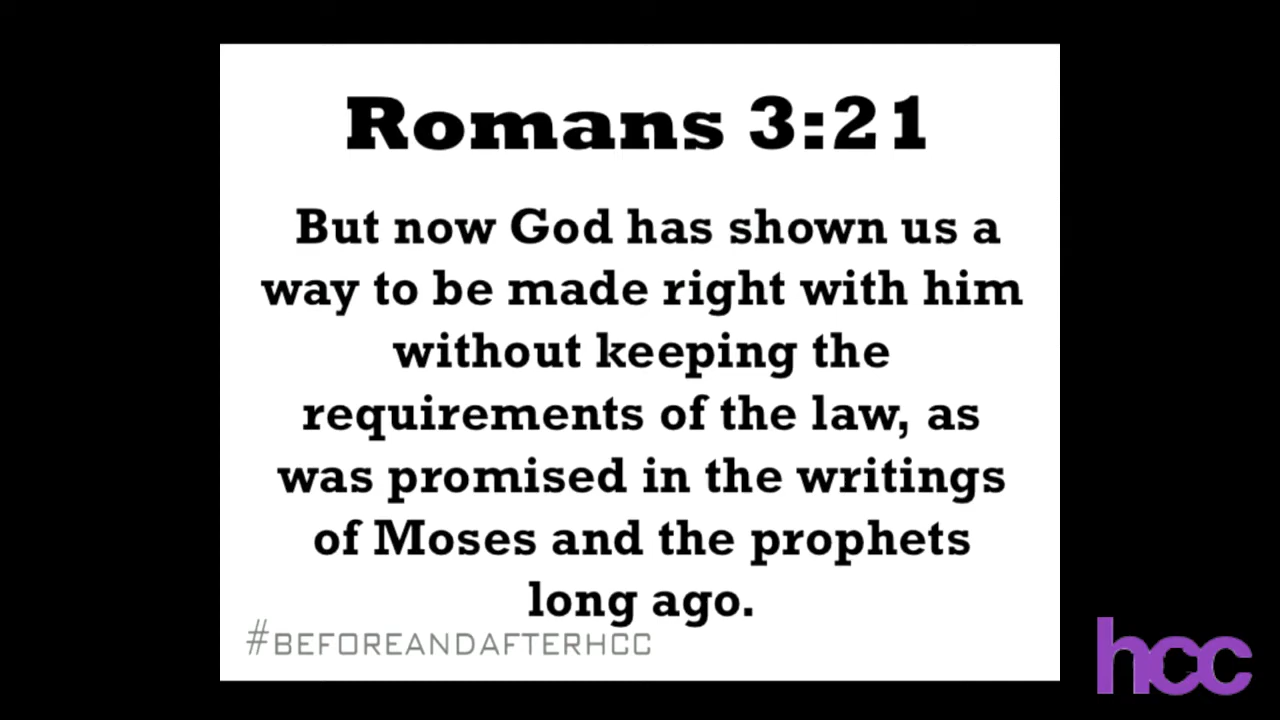 Romans 3:21
But now God has shown us a
way to be made right with him
without keeping the
requirements of the law, as
was promised in the writings
of Moses and the prophets
long ago.
#BEFOREANDAFTERHCC
hcc